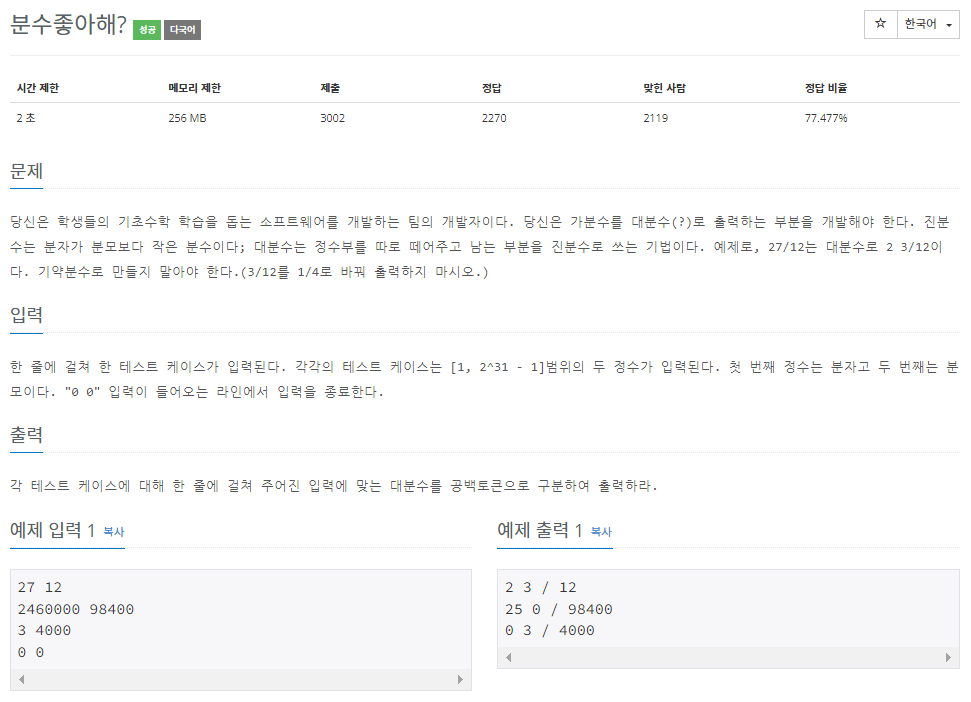 분수좋아해? 성공 다국어
☆ 한국어
시간 제한 메모리 제한 제출 정답 맞힌 사람 정답 비율
2 초 256 MB 3002 2270 2119 77.477%
문제
당신은 학생들의 기초수학 학습을 돕는 소프트웨어를 개발하는 팀의 개발자이다. 당신은 가분수를 대분수(?)로 출력하는 부분을 개발해야 한다. 진분
수는 분자가 분모보다 작은 분수이다; 대분수는 정수부를 따로 떼어주고 남는 부분을 진분수로 쓰는 기법이다. 예제로, 27/12는 대분수로 2 3/12이
다. 기약분수로 만들지 말아야 한다.(3/12를 1/4로 바꿔 출력하지 마시오.)
입력
한 줄에 걸쳐 한 테스트 케이스가 입력된다. 각각의 테스트 케이스는 [1, 2^31 - 1]범위의 두 정수가 입력된다. 첫 번째 정수는 분자고 두 번째는 분
모이다. "0 0" 입력이 들어오는 라인에서 입력을 종료한다.
출력
각 테스트 케이스에 대해 한 줄에 걸쳐 주어진 입력에 맞는 대분수를 공백토큰으로 구분하여 출력하라.
예제 입력 1 복사
27 12
2460000 98400
3 4000
0 0
예제 출력 1 복사
2 3 / 12
25 0 / 98400
0 3 / 4000